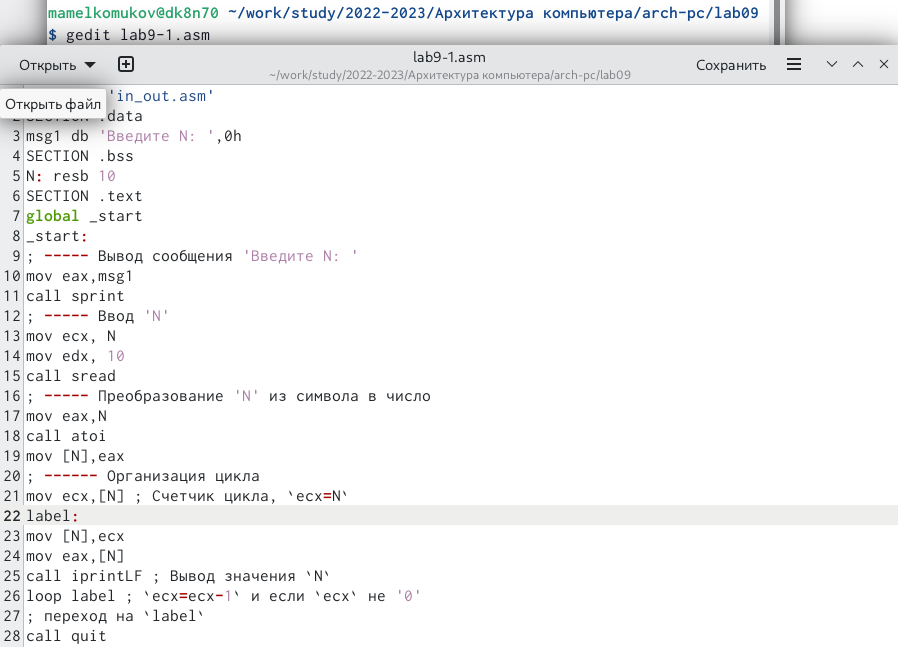 mamelkomukov@dk8n70 ~/work/study/2022-2023/Архитектура компьютера/arch-pc/lab09
$ gedit lab9-1.asm
Открыть
lab9-1.asm
~/work/study/2022-2023/Архитектура компьютера/arch-pc/lab09
Сохранить
Открыть файл
'in_out.asm'
2 SECTION .data
3 msg1 db 'Введите N: ',0h
4 SECTION .bss
5 N: resb 10
6 SECTION .text
7 global _start
8 _start:
9 ; ----- Вывод сообщения 'Введите N: '
10 mov eax,msg1
11 call sprint
12 ; ----- Ввод 'N'
13 mov ecx, N
14 mov edx, 10
15 call sread
16 ; ----- Преобразование 'N' из символа в число
17 mov eax,N
18 call atoi
19 mov [N],eax
20 ; ------ Организация цикла
21 mov ecx,[N] ; Счетчик цикла, `ecx=N`
22 label:
23 mov [N],ecx
24 mov eax,[N]
25 call iprintLF ; Вывод значения `N`
26 loop label ; `ecx=ecx-1` и если `ecx` не '0'
27 ; переход на `label`
28 call quit